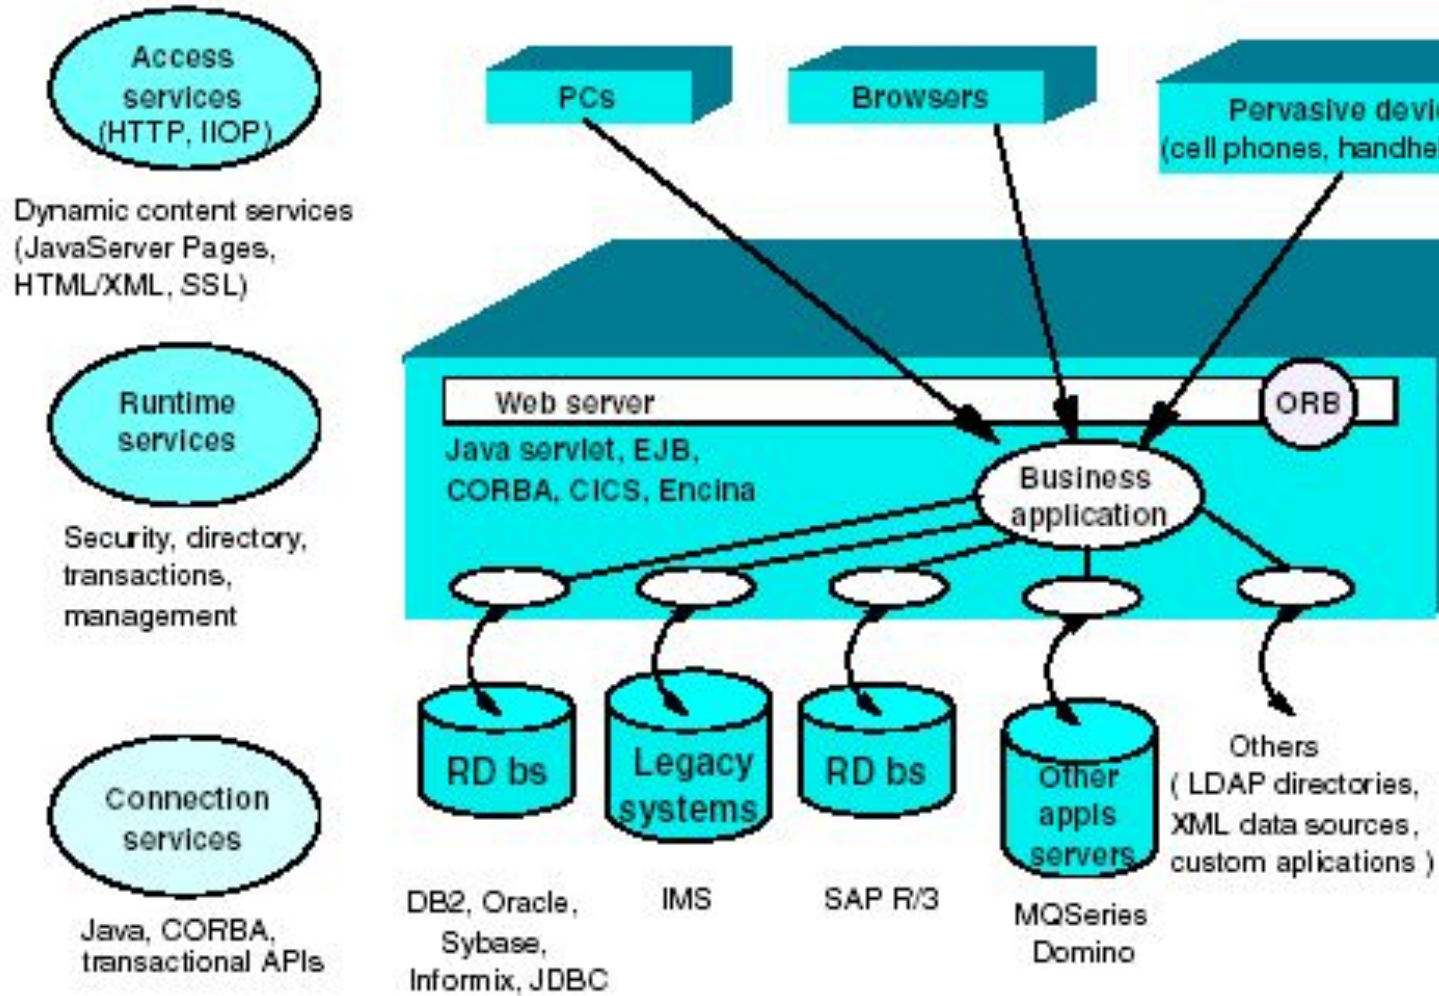 Access
services
(HTTP, IIOP)
Dynamic content services
(JavaServer Pages,
HTML/XML, SSL)
Runtime
services
Security, directory,
transactions,
management
Connection
services
Java, CORBA,
transactional APIs
PCs
Browsers
Pervasive devi
(cell phones, handhe
Web server
ORB
Java servlet, EJB,
CORBA, CICS, Encina
Business
application
RD bs
Legacy
systems
RD bs
Other
appls
servers
Others
( LDAP directories,
XML data sources,
custom aplications )
DB2, Oracle,
Sybase,
Informix, JDBC
IMS
SAP R/3
MQSeries
Domino